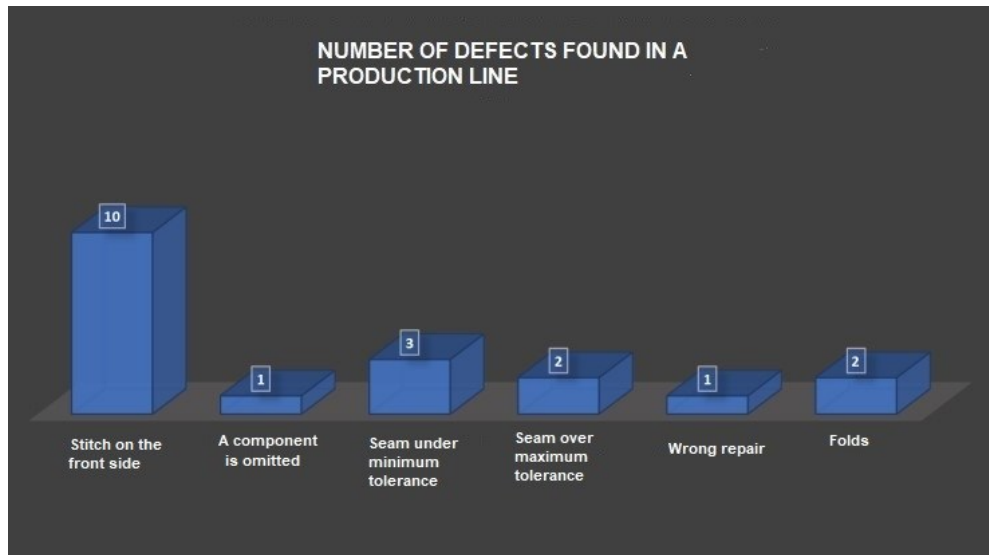 NUMBER OF DEFECTS FOUND IN A
PRODUCTION LINE
10
1
3
2
1
2
Stitch on the
front side
A component
is omitted
Seam under
minimum
tolerance
Seam over
maximum
tolerance
Wrong repair
Folds